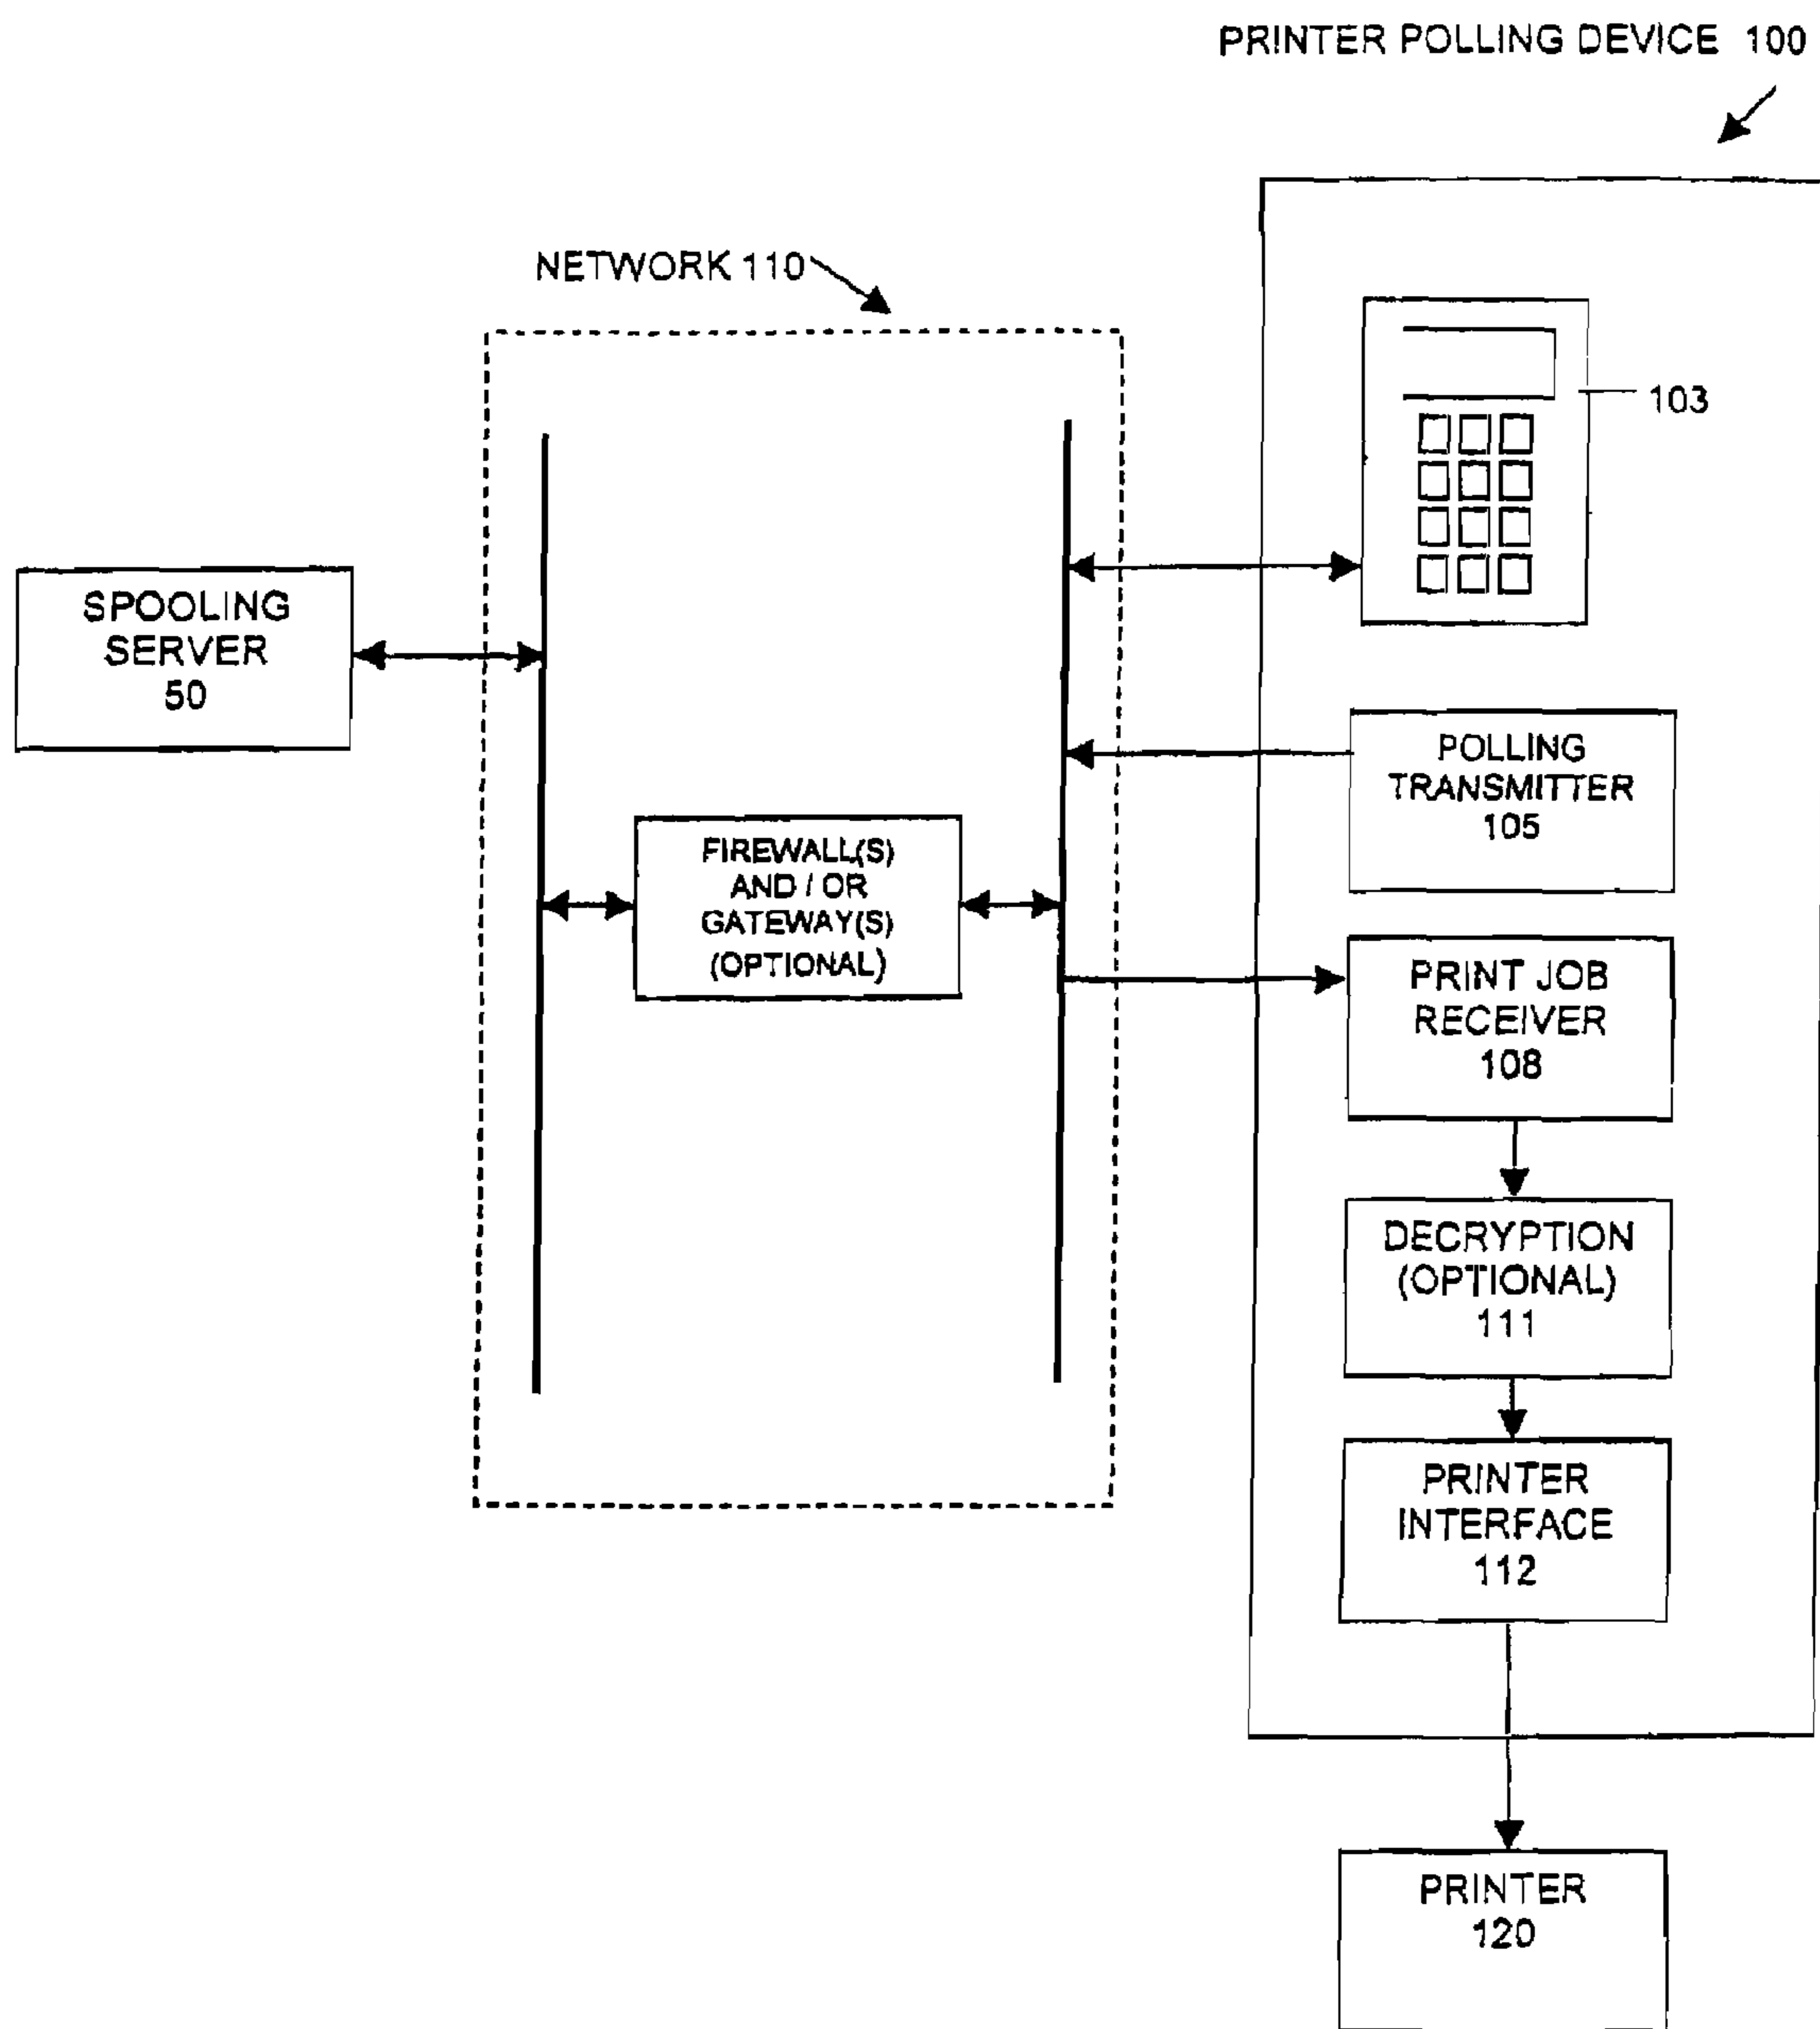 PRINTER POLLING DEVICE 100
NETWORK 110
103
SPOOLING
SERVER
50
POLLING
TRANSMITTER
105
FIREWALL(S)
AND / OR
GATEWAY(S)
(OPTIONAL)
PRINT JOB
RECEIVER
108
DECRYPTION
(OPTIONAL)
111
PRINTER
INTERFACE
112
PRINTER
120